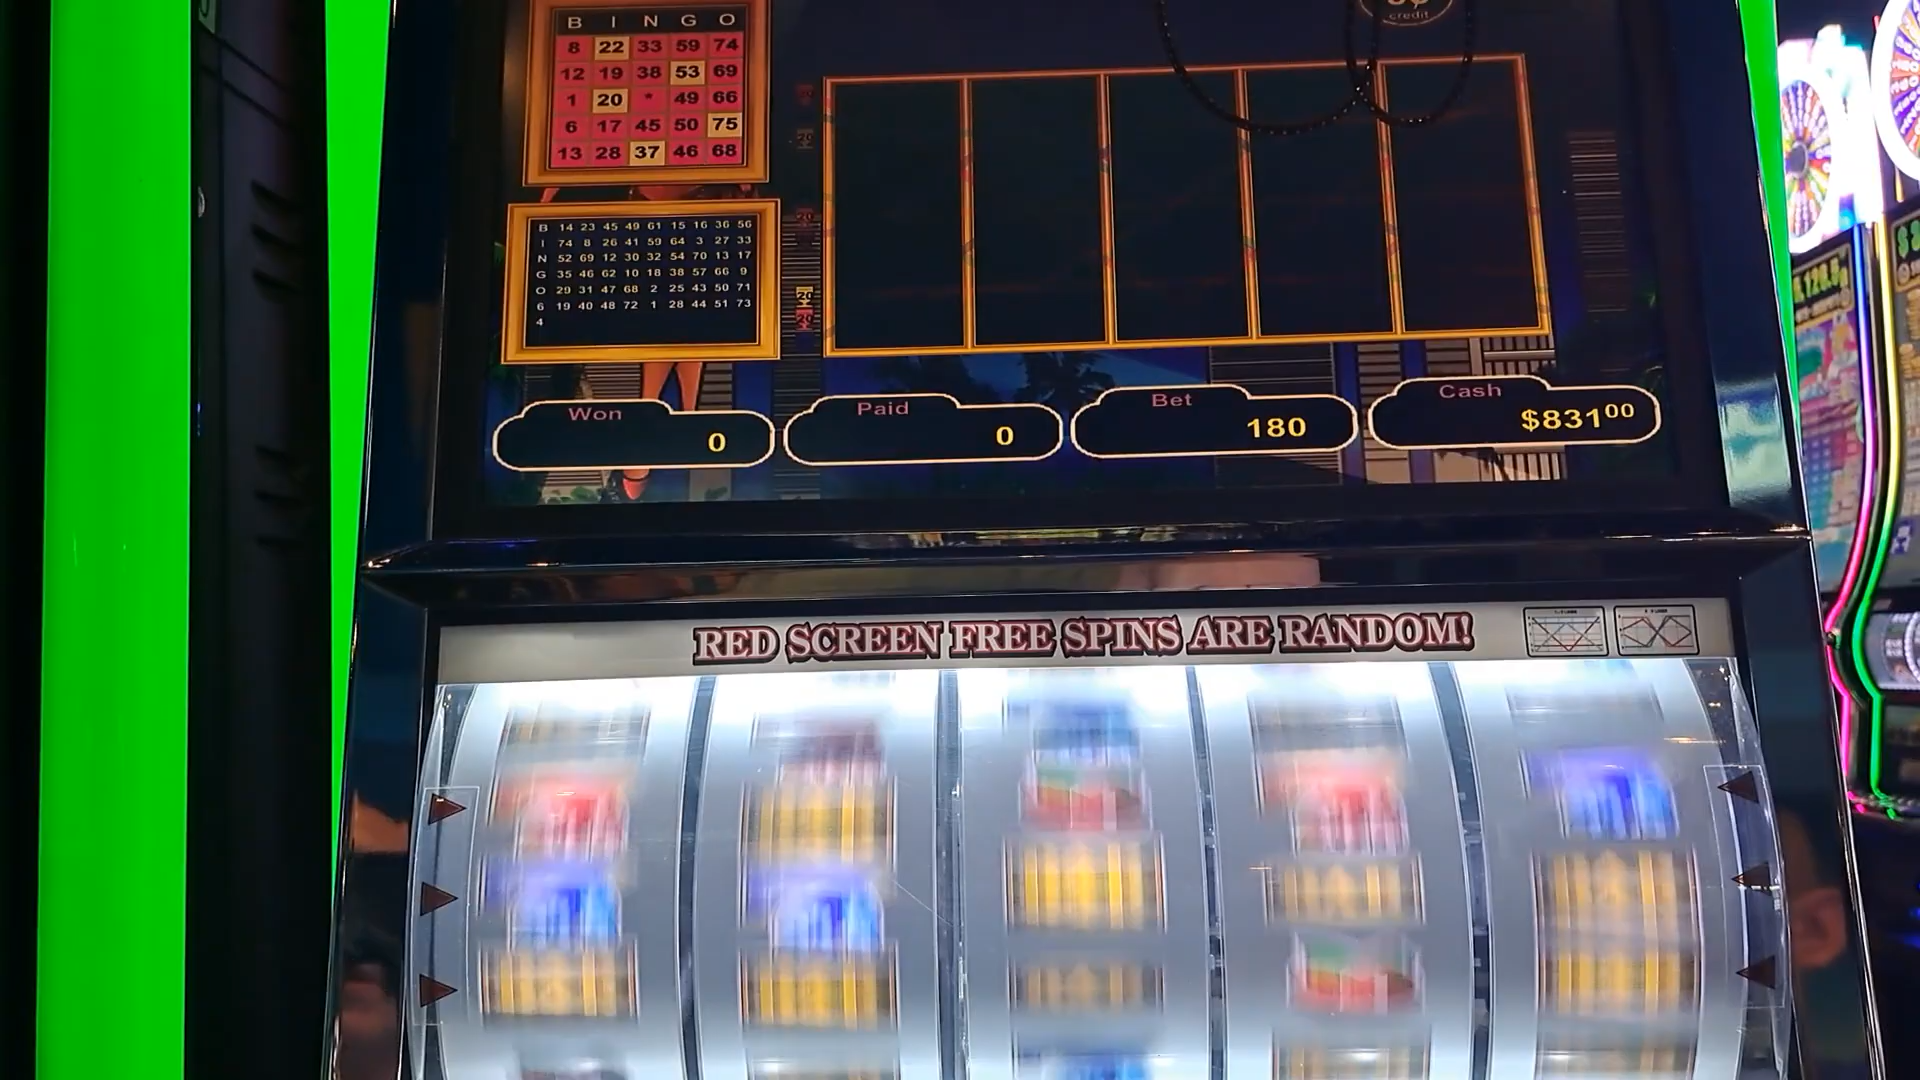 credit
B I N G O
8 22 33 59 74
12 19 38 53 69
1 20 * 49 66
6 17 45 50 75
13 28 37 46 68
B 14 23 45 49 61 15 16 36 56
I 74 8 26 41 59 64 3 27 33
N 52 69 12 30 32 54 70 13 17
G 35 46 62 10 18 38 57 66 9
O 29 31 47 68 2 25 43 50 71
6 19 40 48 72 1 28 44 51 73
4
Won
0
Paid
0
Bet
180
Cash
$83100
RED SCREEN FREE SPINS ARE RANDOM!